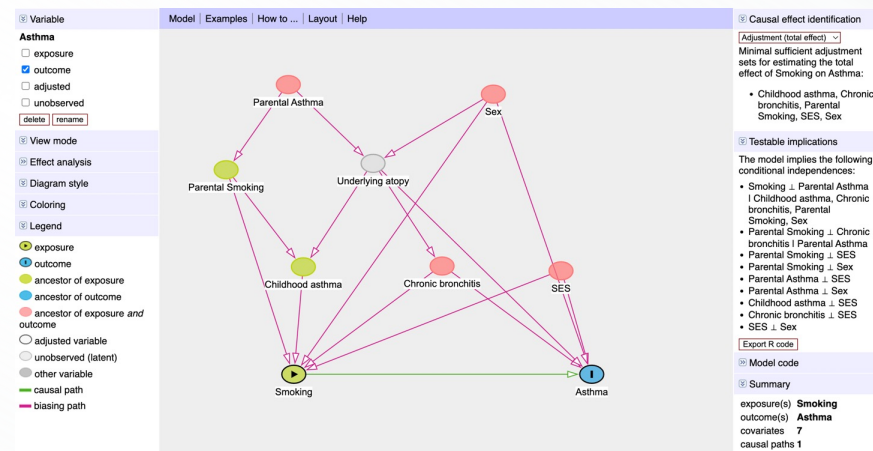 Variable
Asthma
exposure
outcome
adjusted
unobserved
delete rename
View mode
Effect analysis
Diagram style
Coloring
Legend
exposure
outcome
ancestor of exposure
ancestor of outcome
ancestor of exposure and
outcome
adjusted variable
unobserved (latent)
other variable
causal path
biasing path
Model | Examples | How to ... | Layout | Help
Parental Asthma
Sex
Parental Smoking
Underlying atopy
Childhood asthma
Chronic bronchitis
SES
Smoking
Asthma
Causal effect identification
Adjustment (total effect)
Minimal sufficient adjustment
sets for estimating the total
effect of Smoking on Asthma:
• Childhood asthma, Chronic
bronchitis, Parental
Smoking, SES, Sex
Testable implications
The model implies the following
conditional independences:
• Smoking ⊥ Parental Asthma
| Childhood asthma, Chronic
bronchitis, Parental
Smoking, Sex
• Parental Smoking ⊥ Chronic
bronchitis | Parental Asthma
• Parental Smoking ⊥ SES
• Parental Smoking ⊥ Sex
• Parental Asthma ⊥ SES
• Parental Asthma ⊥ Sex
• Childhood asthma ⊥ SES
• Chronic bronchitis ⊥ SES
• SES ⊥ Sex
Export R code
Model code
Summary
exposure(s) Smoking
outcome(s) Asthma
covariates 7
causal paths 1